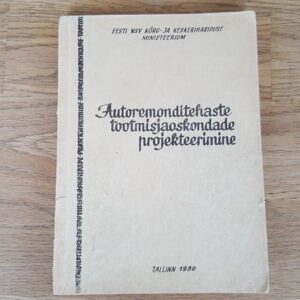 EESTI NSV KÕRG- JA KESKERIHARIDUSE
MINISTEERIUM
Autoremonditehaste
tootmisjaoskondade
projekteerimine
TALLINN 1980